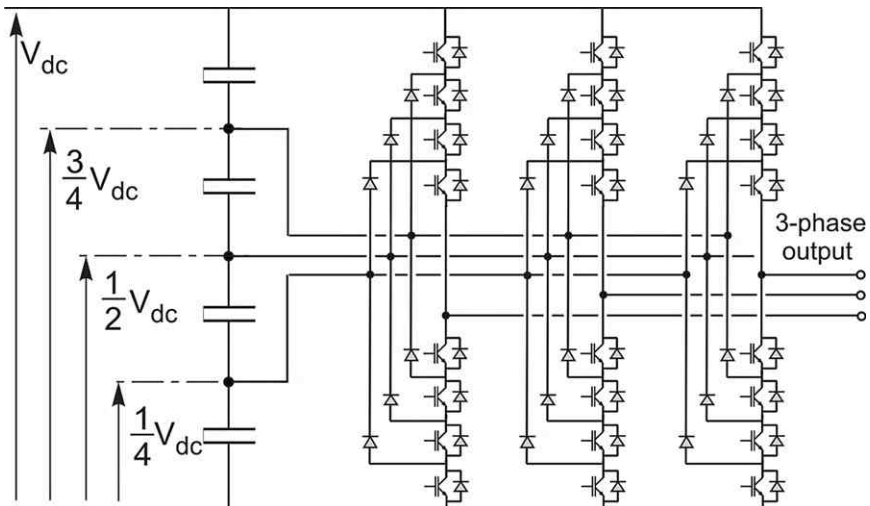 V_dc
3/4 V_dc
1/2 V_dc
1/4 V_dc
3-phase
output